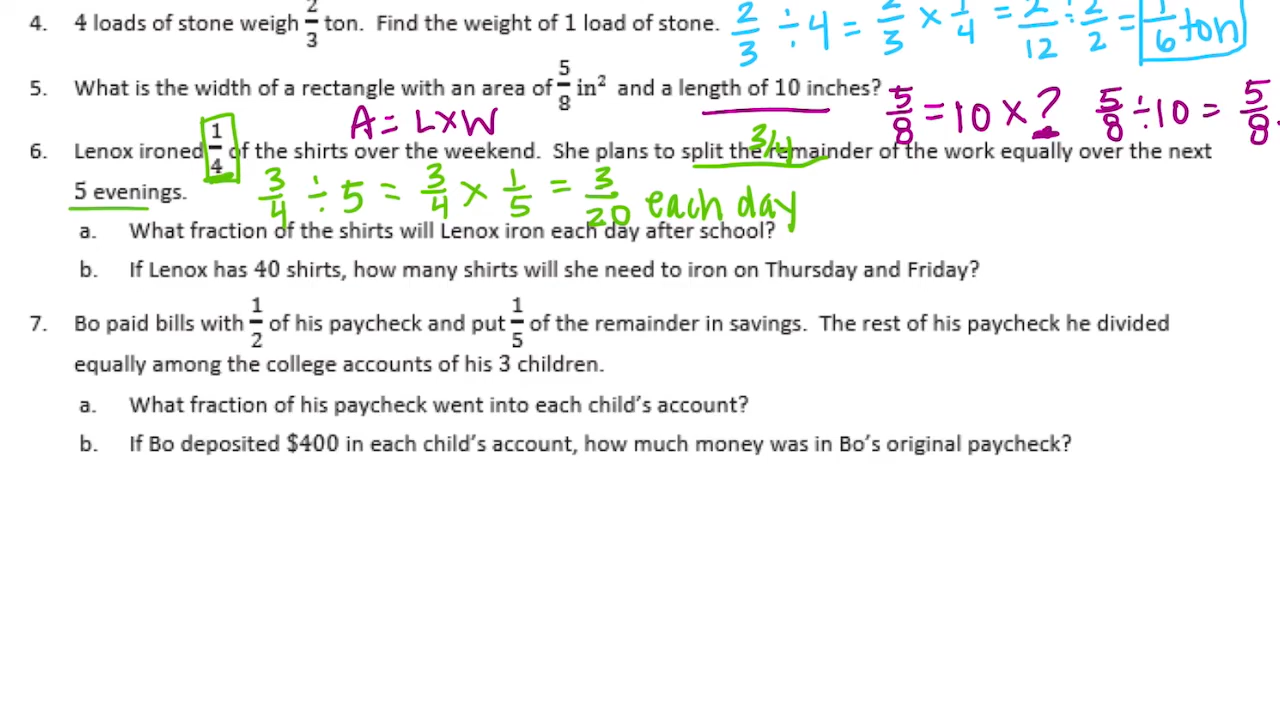 4. 4 loads of stone weigh 2/3 ton. Find the weight of 1 load of stone. 2/3 ÷ 4 = 2/3 × 1/4 = 2/12 ÷ 2/2 = 1/6 ton
5. What is the width of a rectangle with an area of 5/8 in² and a length of 10 inches? 5/8 = 10 × ? 5/8 ÷ 10 = 5/8
A = L × W
3/4
6. Lenox ironed 1/4 of the shirts over the weekend. She plans to split the remainder of the work equally over the next
5 evenings. 3/4 ÷ 5 = 3/4 × 1/5 = 3/20 each day
a. What fraction of the shirts will Lenox iron each day after school?
b. If Lenox has 40 shirts, how many shirts will she need to iron on Thursday and Friday?
7. Bo paid bills with 1/2 of his paycheck and put 1/5 of the remainder in savings. The rest of his paycheck he divided
equally among the college accounts of his 3 children.
a. What fraction of his paycheck went into each child's account?
b. If Bo deposited $400 in each child's account, how much money was in Bo's original paycheck?